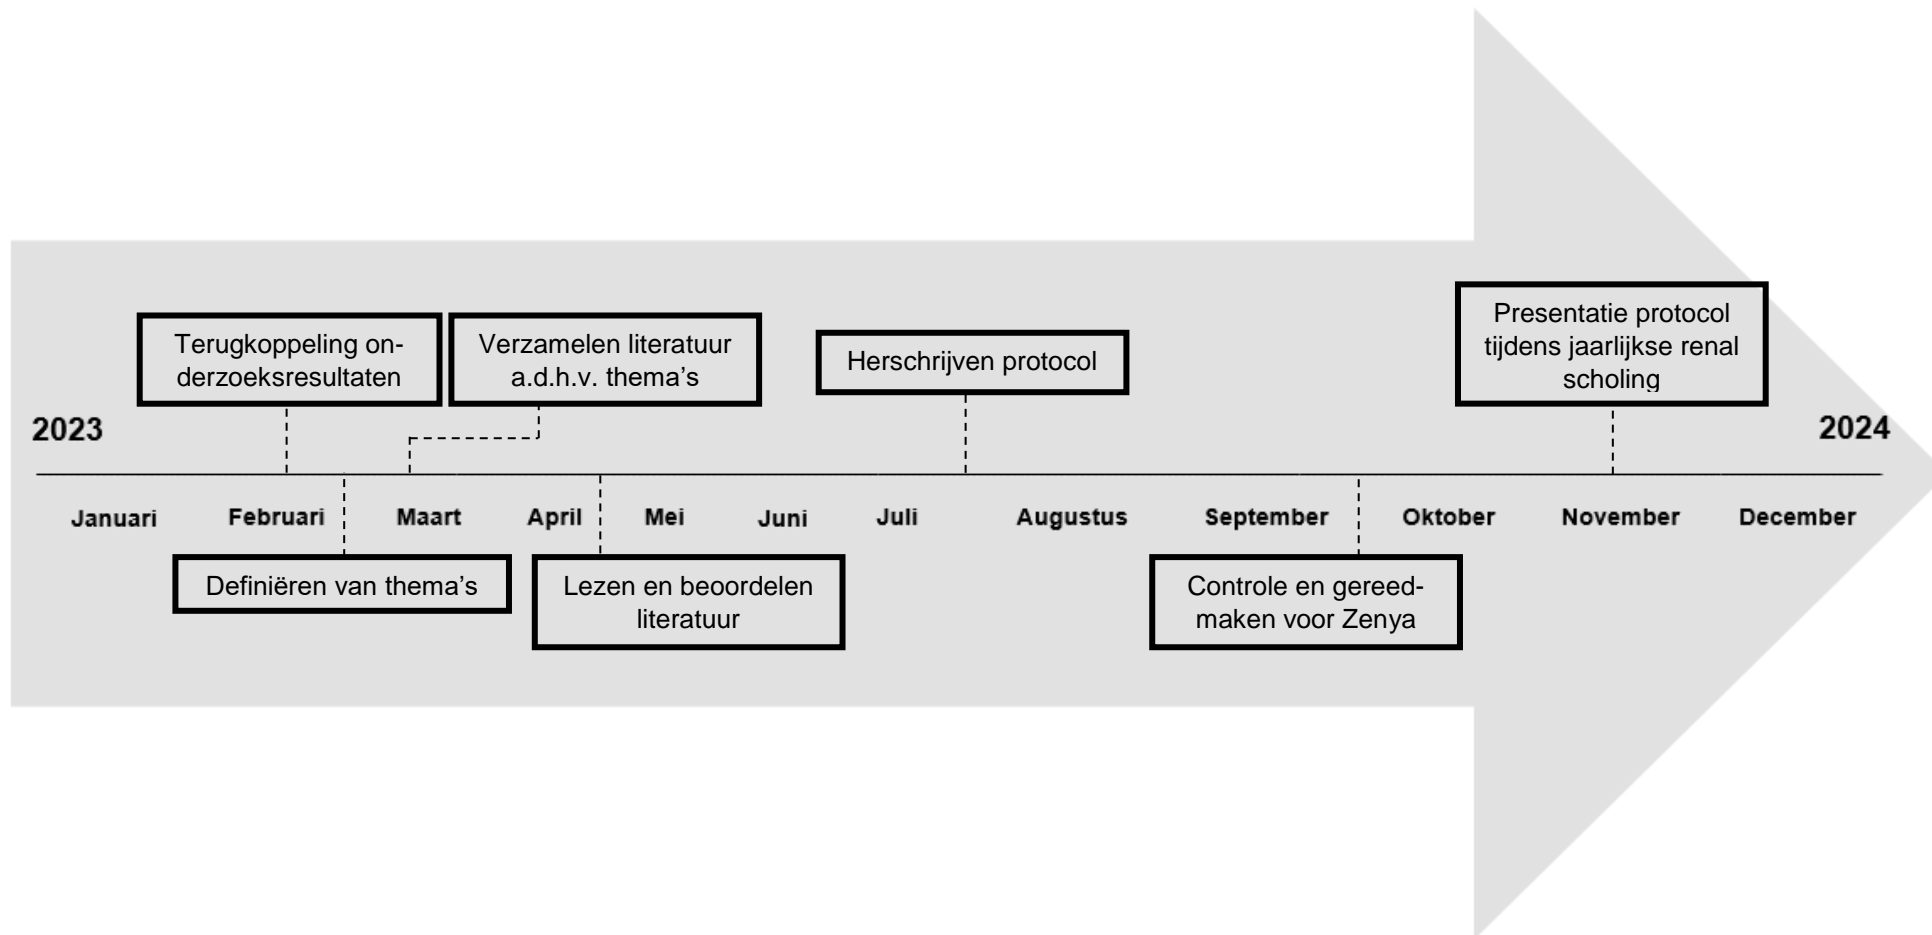 Presentatie protocol
tijdens jaarlijkse renal
scholing
Terugkoppeling on-
derzoeksresultaten
Verzamelen literatuur
a.d.h.v. thema’s
Herschrijven protocol
2023
2024
Januari Februari Maart April Mei Juni Juli Augustus September Oktober November December
Definiëren van thema’s
Lezen en beoordelen
literatuur
Controle en gereed-
maken voor Zenya